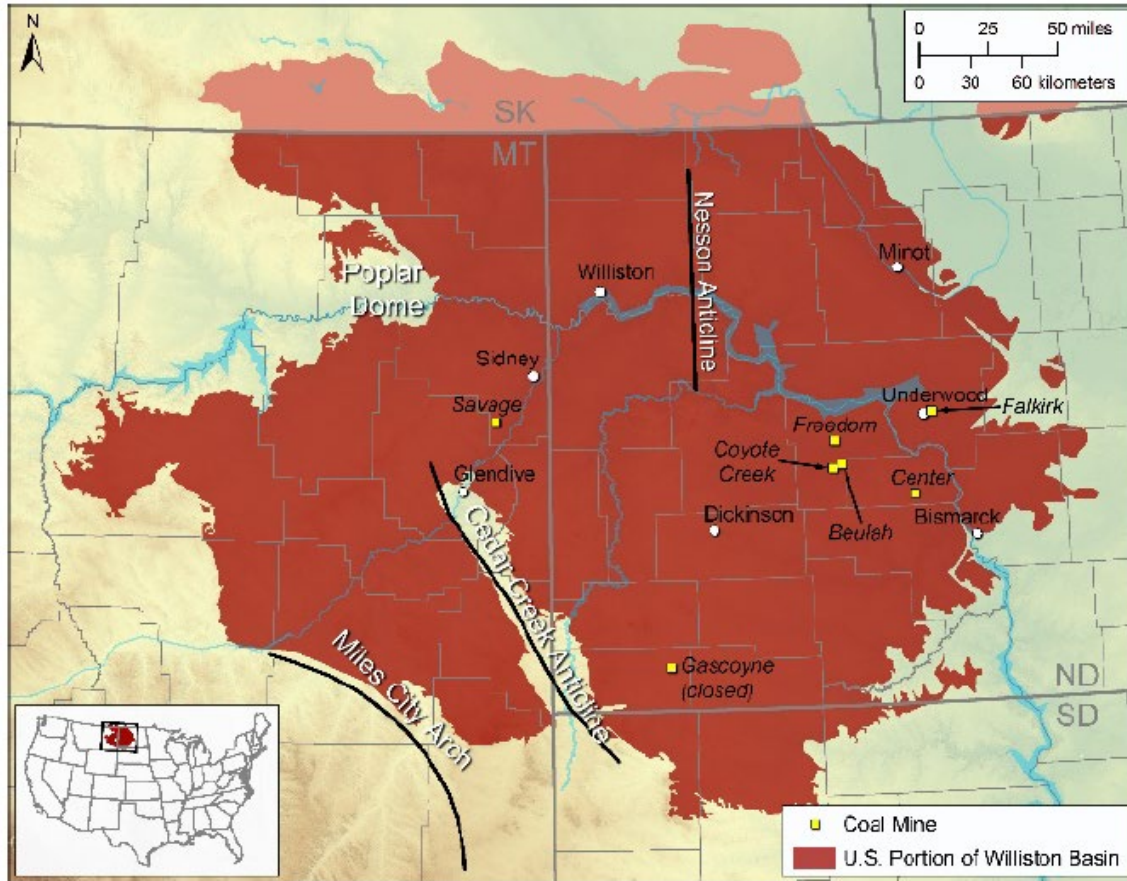 N
0 25 50 miles
0 30 60 kilometers
SK
MT
Nesson Anticline
Minot
Poplar
Dome
Williston
Sidney
Savage
Underwood
Falkirk
Freedom
Coyote
Creek
Glendive
Center
Dickinson
Beulah
Bismarck
Cedar Creek Anticline
Miles City Arch
Gascoyne
(closed)
ND
SD
Coal Mine
U.S. Portion of Williston Basin